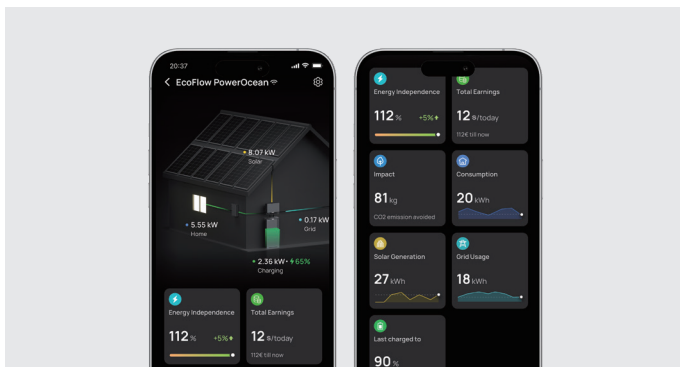 20:37
EcoFlow PowerOcean
8.07 kW
Solar
5.55 kW
Home
0.17 kW
Grid
2.36 kW • 65%
Charging
Energy Independence
112 %
+5%
Total Earnings
12 /today
112€ till now
Energy Independence
112 %
+5%
Total Earnings
12 /today
112€ till now
Impact
81 kg
CO2 emission avoided
Consumption
20 kWh
Solar Generation
27 kWh
Grid Usage
18 kWh
Last charged to
90 %